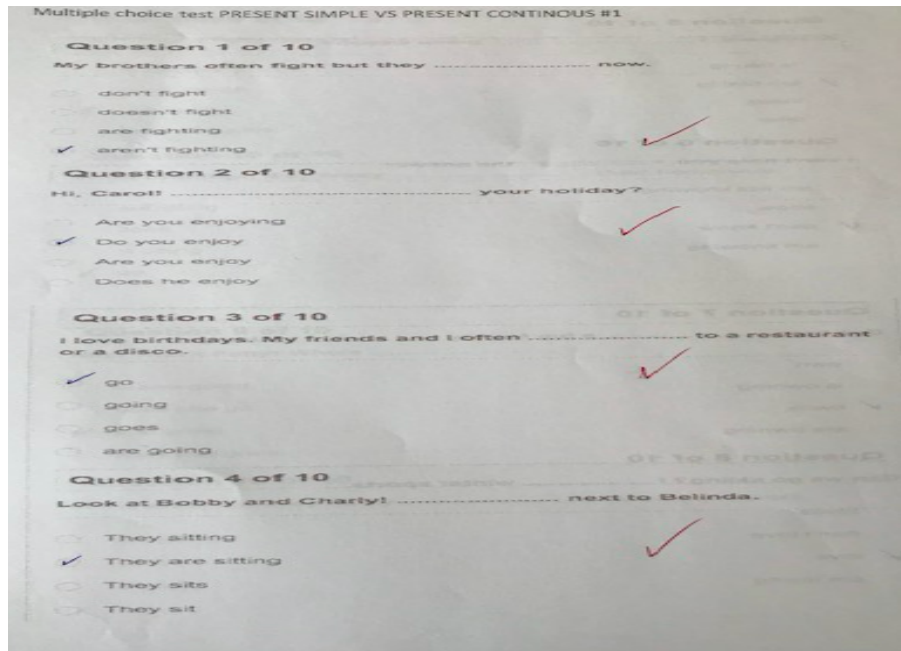 Multiple choice test PRESENT SIMPLE VS PRESENT CONTINOUS #1
Question 1 of 10
My brothers often fight but they ........................ now.
don't fight
doesn't fight
are fighting
aren't fighting
Question 2 of 10
Hi, Carol! ............................................. your holiday?
Are you enjoying
Do you enjoy
Are you enjoy
Does he enjoy
Question 3 of 10
I love birthdays. My friends and I often ........................ to a restaurant
or a disco.
go
going
goes
are going
Question 4 of 10
Look at Bobby and Charly! ........................ next to Belinda.
They sitting
They are sitting
They sits
They sit